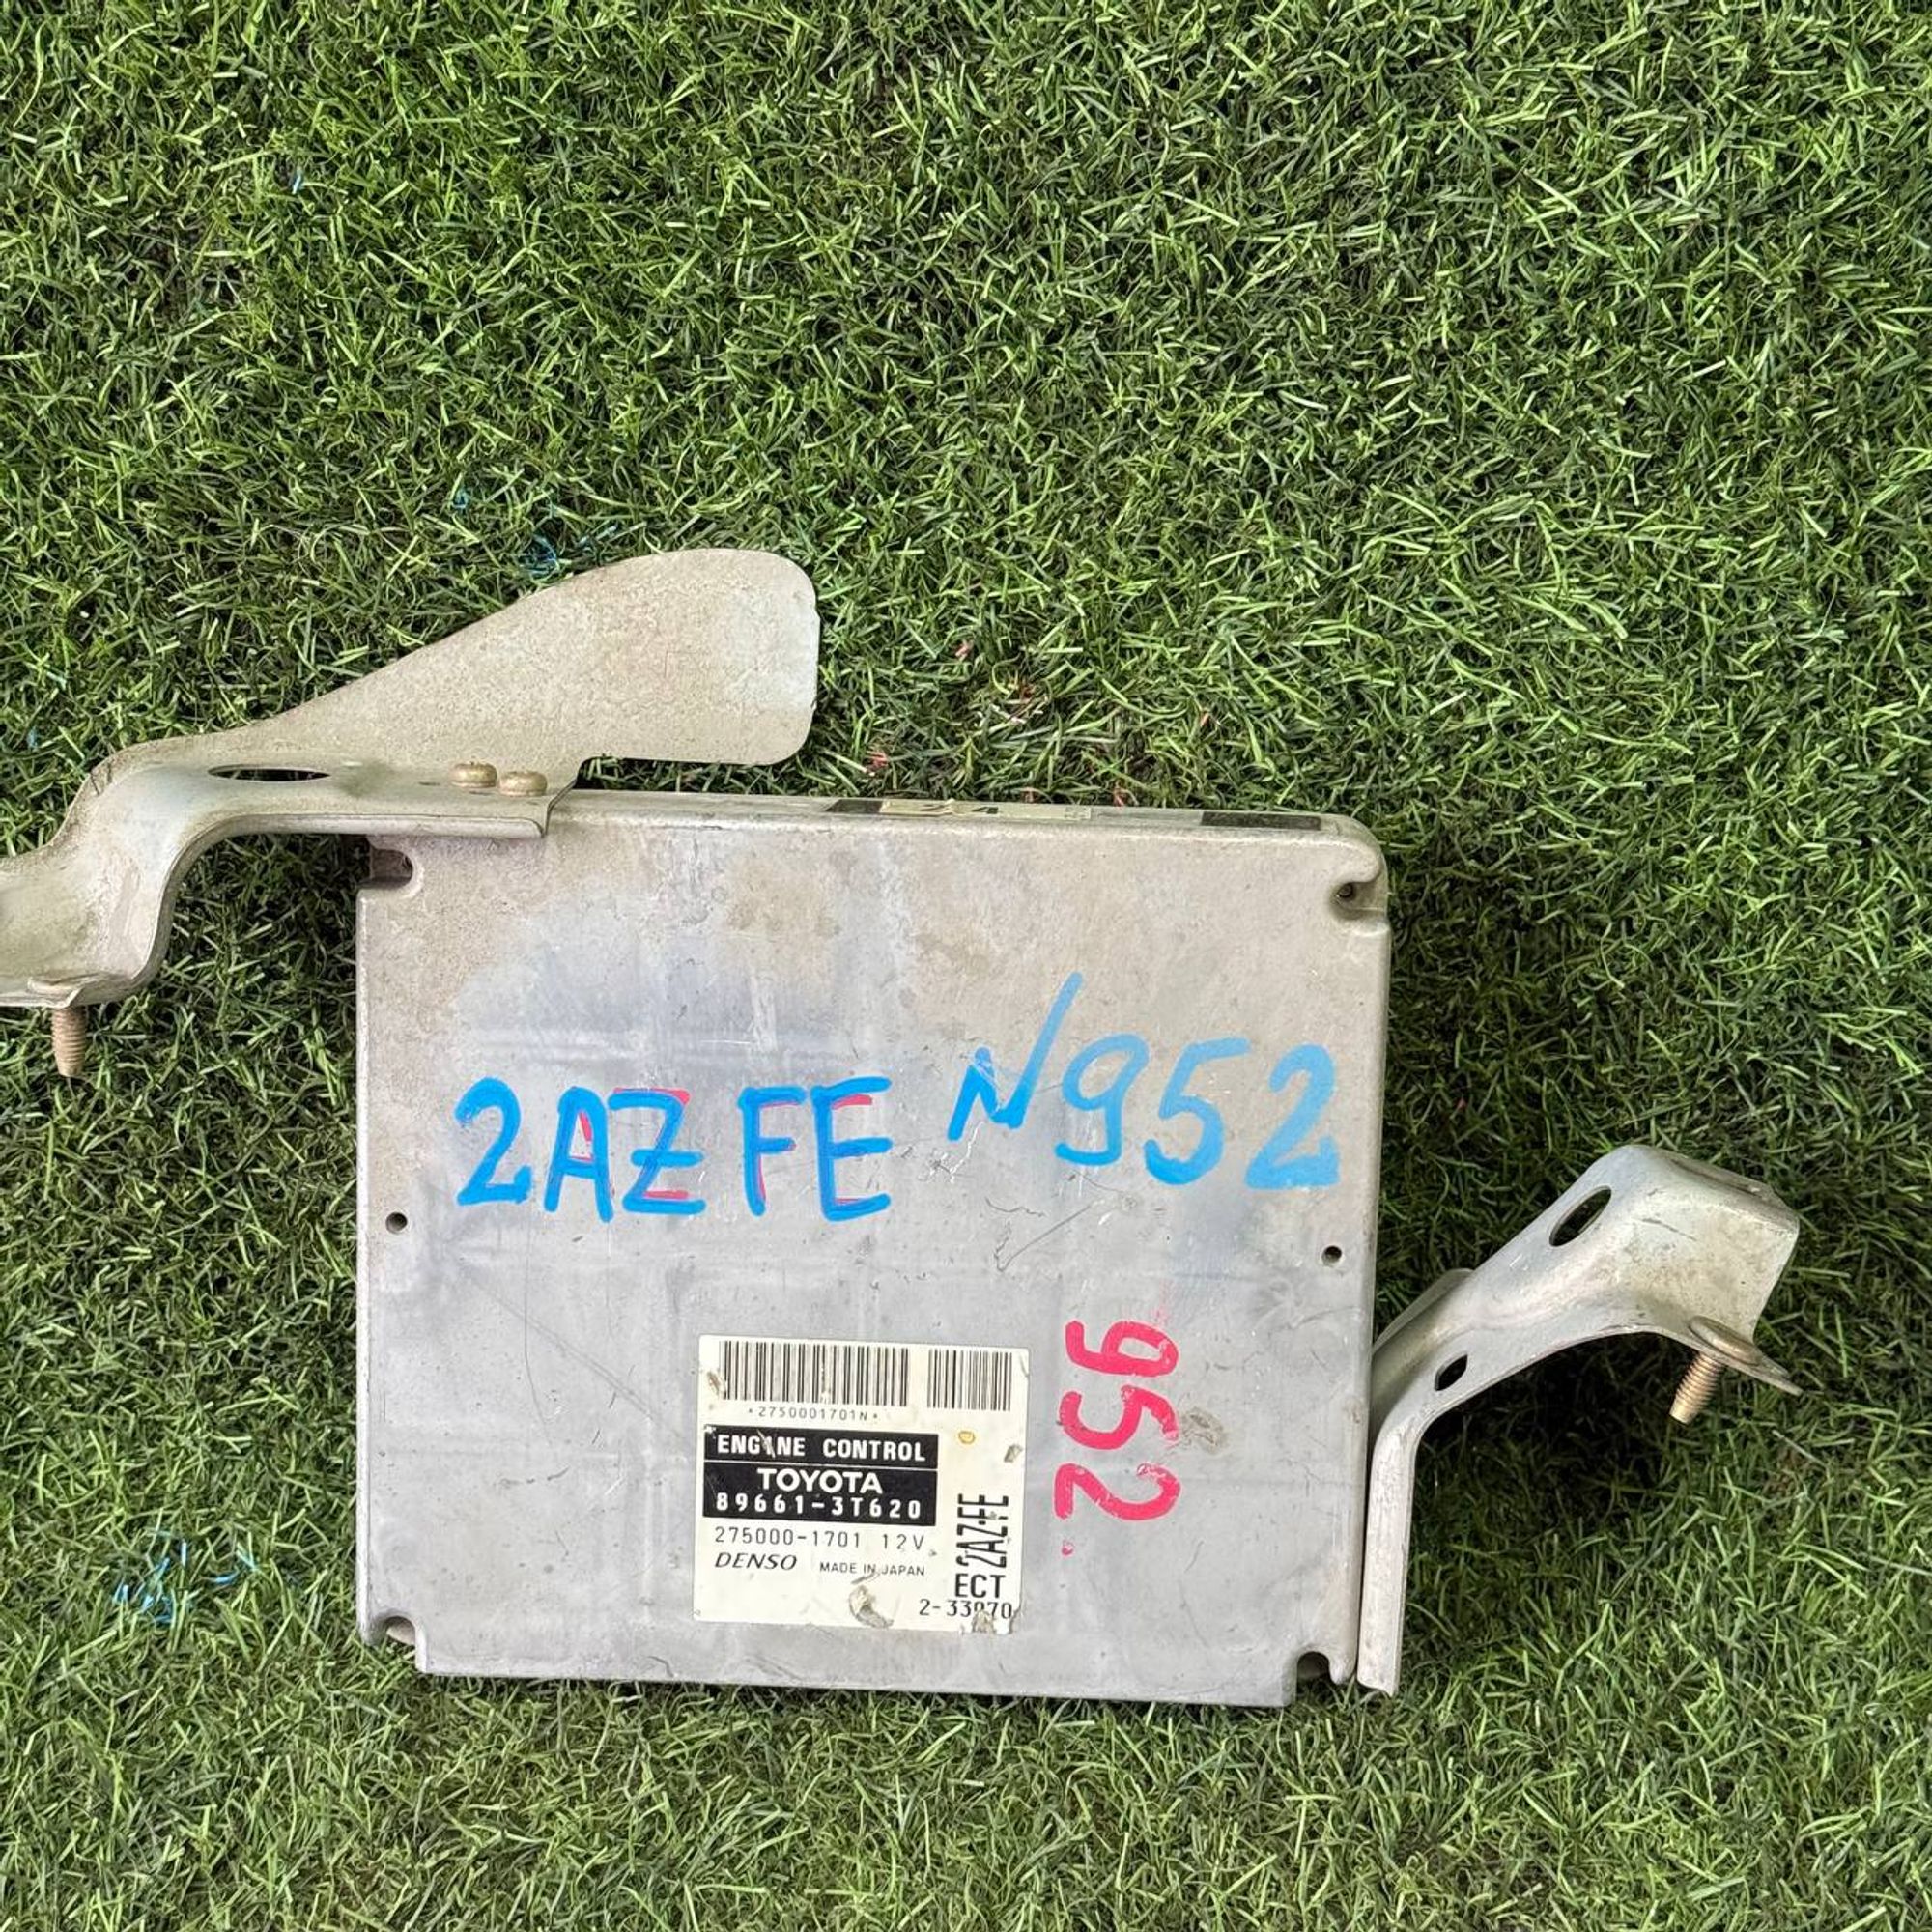 2AZ FE N952
952
*2750001701N*
ENGINE CONTROL
TOYOTA
89661-3T620
275000-1701 12V
DENSO MADE IN JAPAN
2AZ-FE
ECT